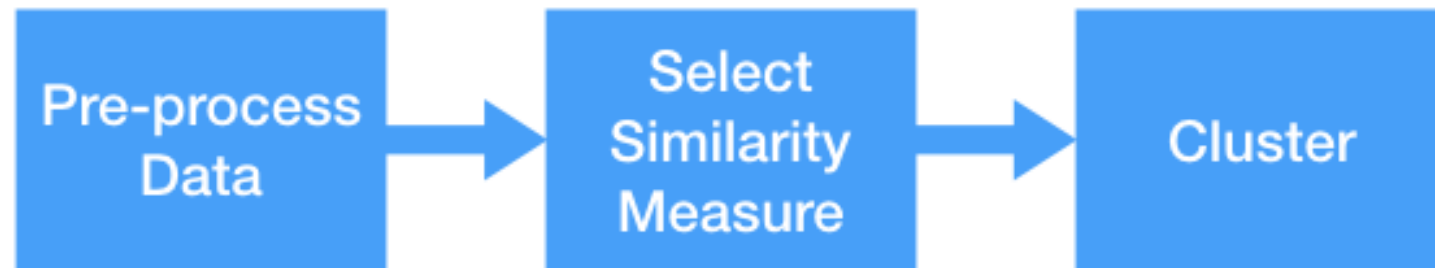 Pre-process
Data
Select
Similarity
Measure
Cluster